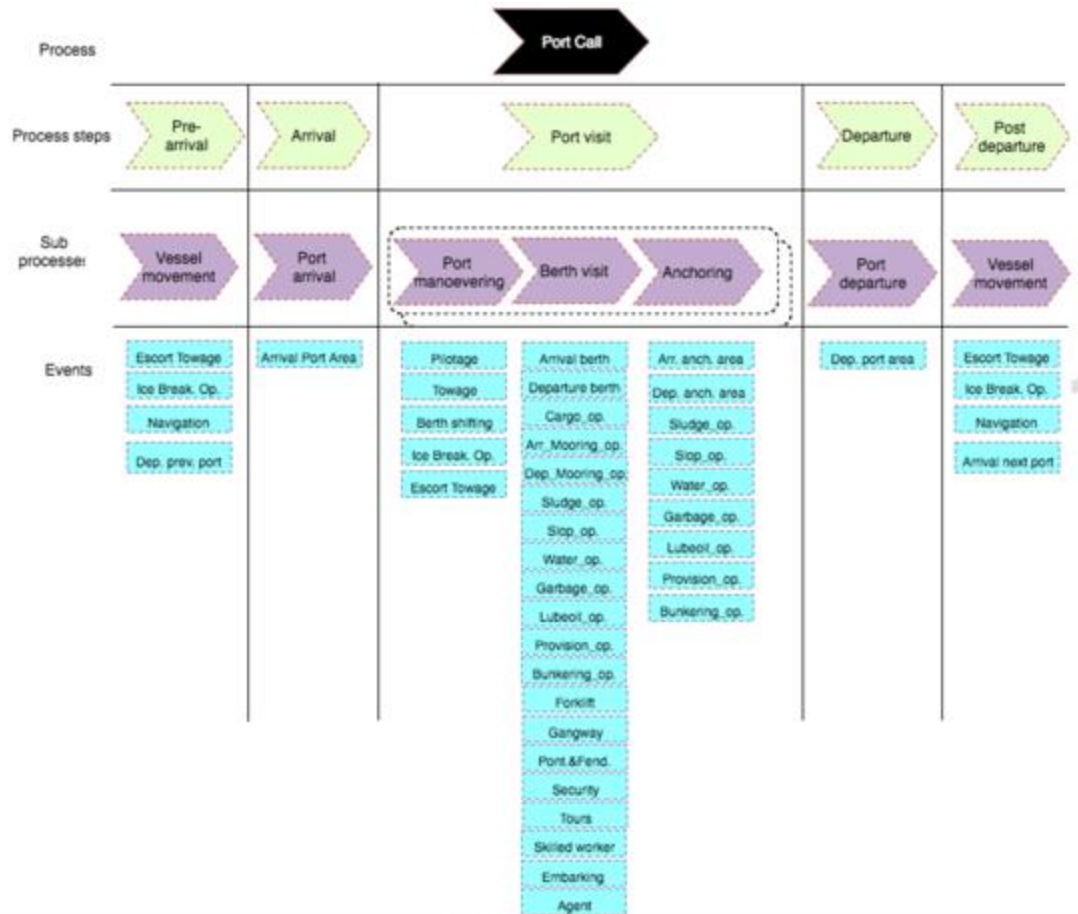 Process
Port Call
Process steps
Pre-
arrival
Arrival
Port visit
Departure
Post
departure
Sub
processes
Vessel
movement
Port
arrival
Port
manoevering
Berth visit
Anchoring
Port
departure
Vessel
movement
Events
Escort Towage
Ice Break. Op.
Navigation
Dep. prev. port
Arrival Port Area
Pilotage
Towage
Berth shifting
Ice Break. Op.
Escort Towage
Arrival berth
Departure berth
Cargo_op.
Arr_Mooring_op.
Dep_Mooring_op.
Sludge_op.
Slop_op.
Water_op.
Garbage_op.
Lubeoil_op.
Provision_op.
Bunkering_op.
Forklift
Gangway
Pont.&Fend.
Security
Tours
Skilled worker
Embarking
Agent
Arr. anch. area
Dep. anch. area
Sludge_op.
Slop_op.
Water_op.
Garbage_op.
Lubeoil_op.
Provision_op.
Bunkering_op.
Dep. port area
Escort Towage
Ice Break. Op.
Navigation
Arrival next port